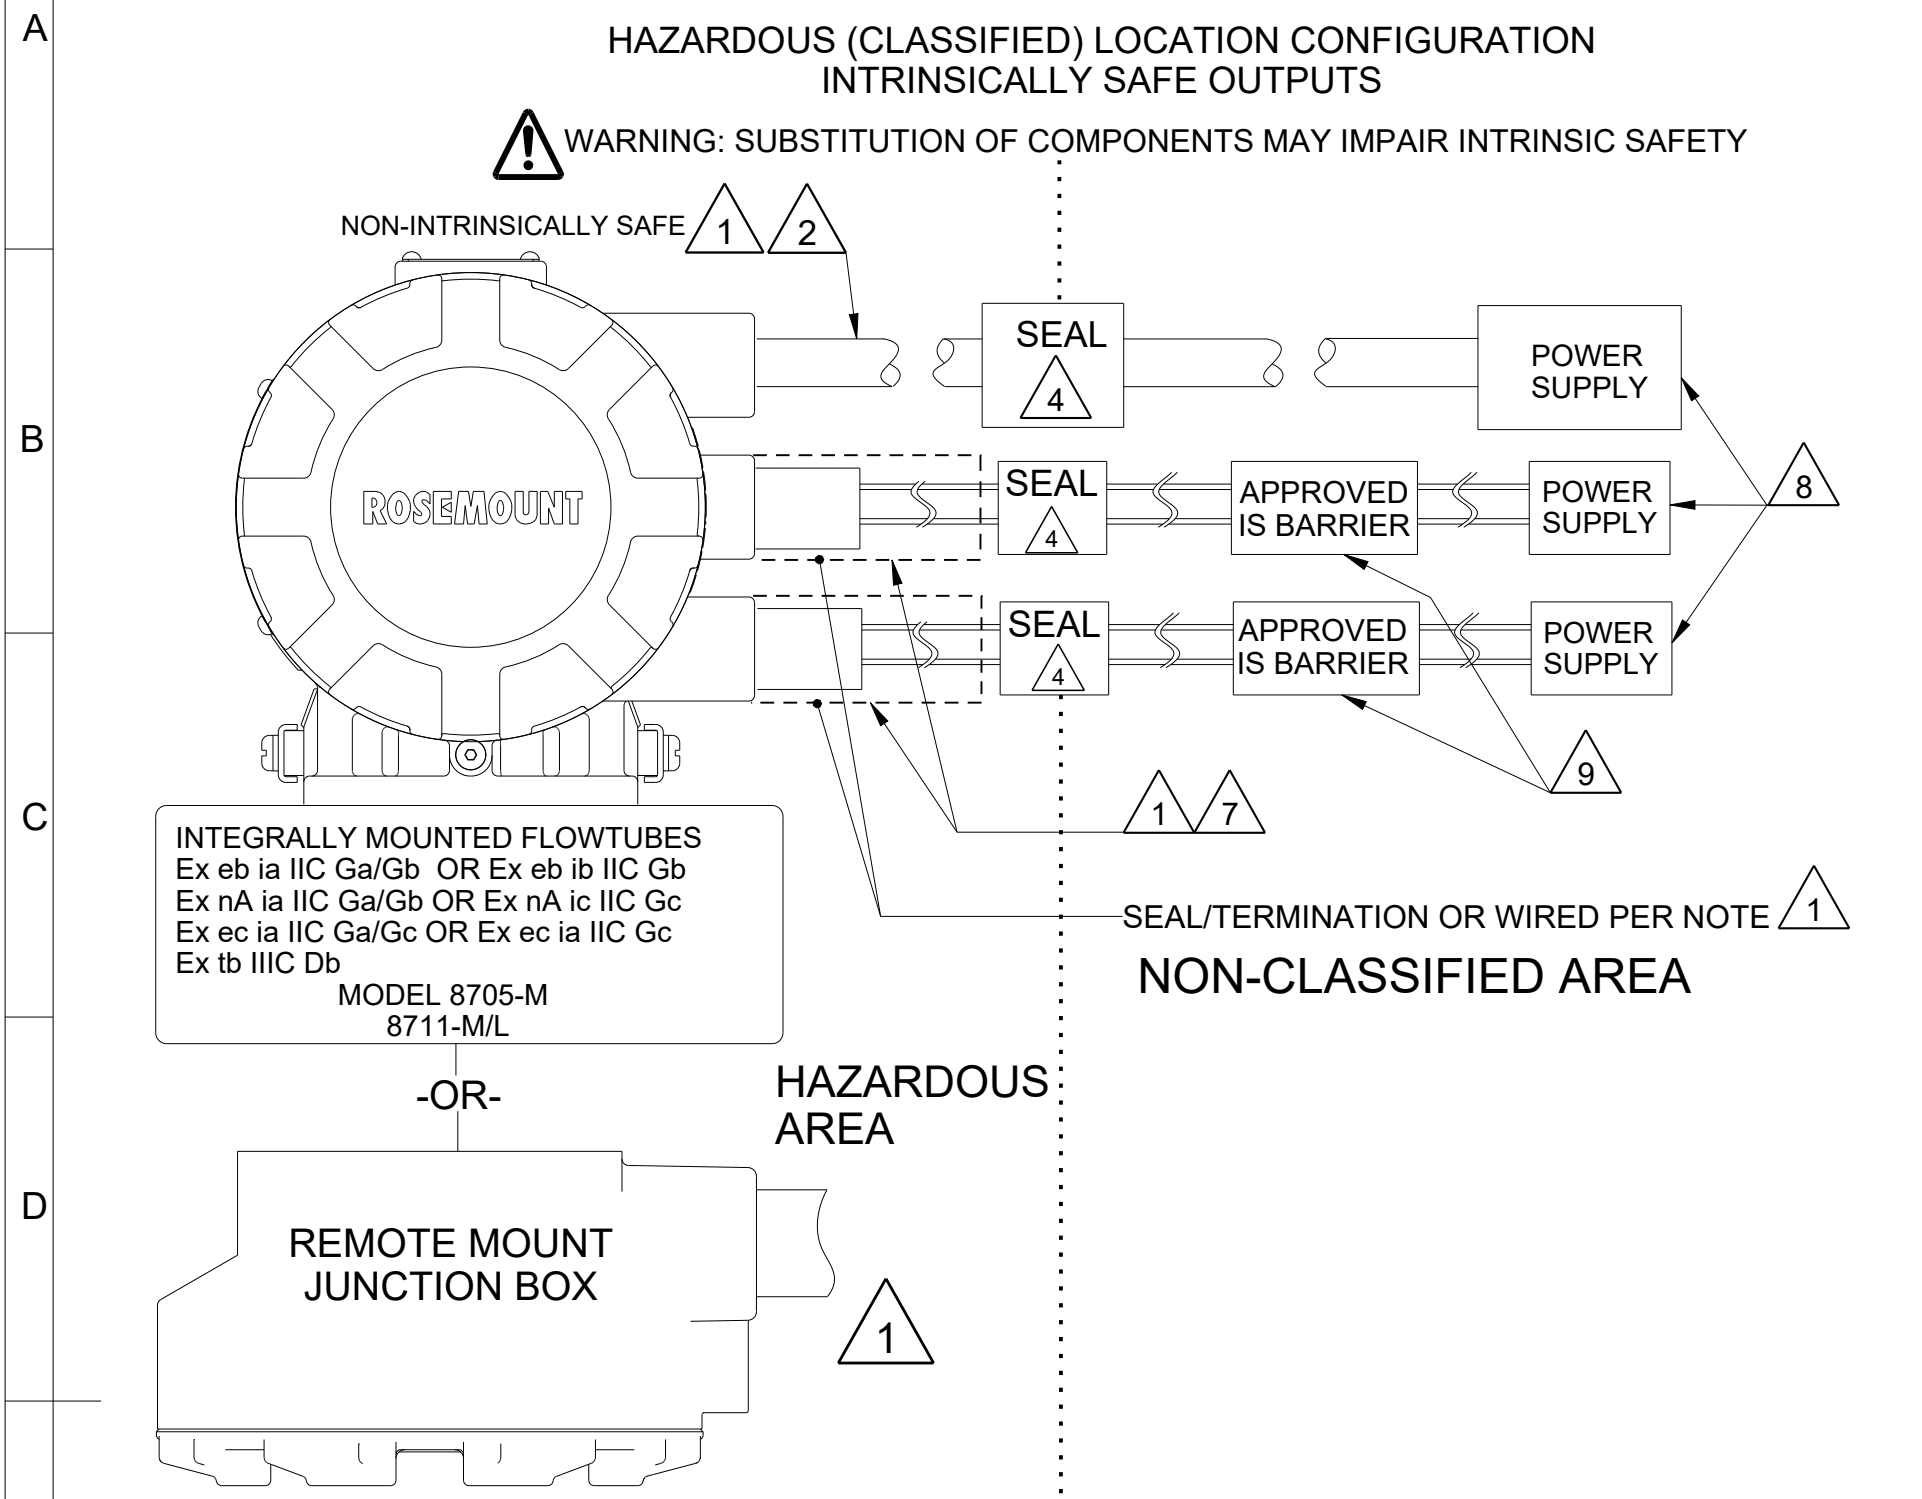 A
HAZARDOUS (CLASSIFIED) LOCATION CONFIGURATION
INTRINSICALLY SAFE OUTPUTS
WARNING: SUBSTITUTION OF COMPONENTS MAY IMPAIR INTRINSIC SAFETY
NON-INTRINSICALLY SAFE 1 2
SEAL
4
POWER
SUPPLY
B
ROSEMOUNT
SEAL
4
APPROVED
IS BARRIER
POWER
SUPPLY
8
SEAL
4
APPROVED
IS BARRIER
POWER
SUPPLY
9
1 7
C
INTEGRALLY MOUNTED FLOWTUBES
Ex eb ia IIC Ga/Gb OR Ex eb ib IIC Gb
Ex nA ia IIC Ga/Gb OR Ex nA ic IIC Gc
Ex ec ia IIC Ga/Gc OR Ex ec ia IIC Gc
Ex tb IIIC Db
MODEL 8705-M
8711-M/L
SEAL/TERMINATION OR WIRED PER NOTE 1
NON-CLASSIFIED AREA
-OR-
HAZARDOUS
AREA
D
REMOTE MOUNT
JUNCTION BOX
1